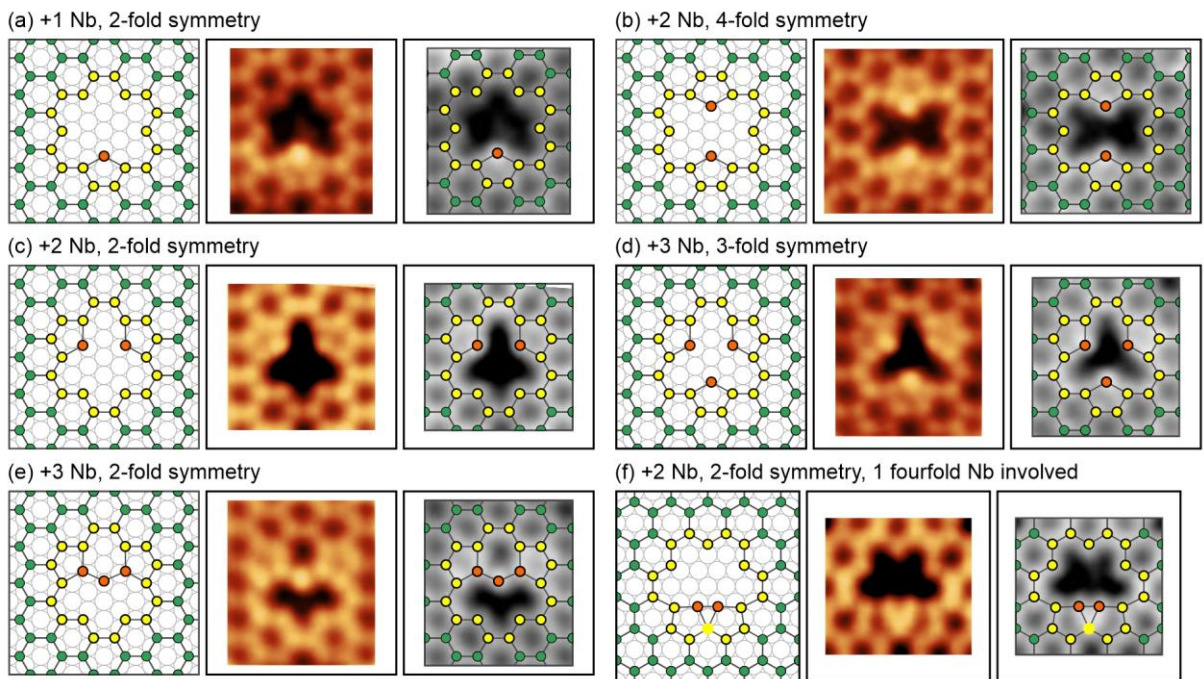 (a) +1 Nb, 2-fold symmetry
(b) +2 Nb, 4-fold symmetry
(c) +2 Nb, 2-fold symmetry
(d) +3 Nb, 3-fold symmetry
(e) +3 Nb, 2-fold symmetry
(f) +2 Nb, 2-fold symmetry, 1 fourfold Nb involved